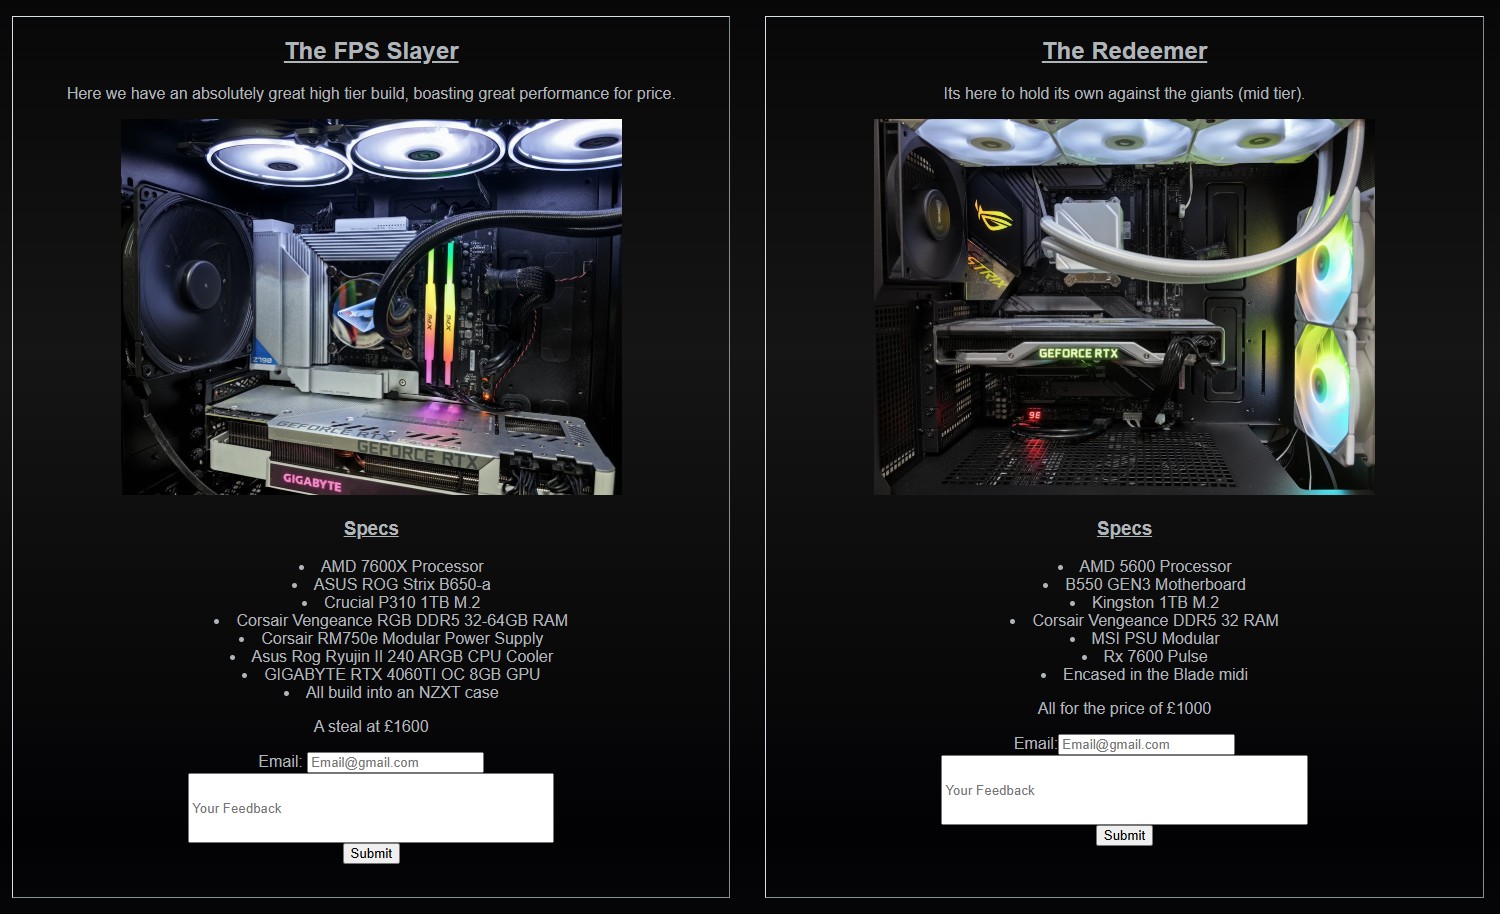 The FPS Slayer
Here we have an absolutely great high tier build, boasting great performance for price.
Z790
XPG
XPG
GEFORCE RTX
GEFORCE RTX
GIGABYTE
Specs
AMD 7600X Processor
ASUS ROG Strix B650-a
Crucial P310 1TB M.2
Corsair Vengeance RGB DDR5 32-64GB RAM
Corsair RM750e Modular Power Supply
Asus Rog Ryujin II 240 ARGB CPU Cooler
GIGABYTE RTX 4060TI OC 8GB GPU
All build into an NZXT case
A steal at £1600
Email: Email@gmail.com
Your Feedback
Submit
The Redeemer
Its here to hold its own against the giants (mid tier).
STRIX
GEFORCE RTX
Specs
AMD 5600 Processor
B550 GEN3 Motherboard
Kingston 1TB M.2
Corsair Vengeance DDR5 32 RAM
MSI PSU Modular
Rx 7600 Pulse
Encased in the Blade midi
All for the price of £1000
Email:Email@gmail.com
Your Feedback
Submit